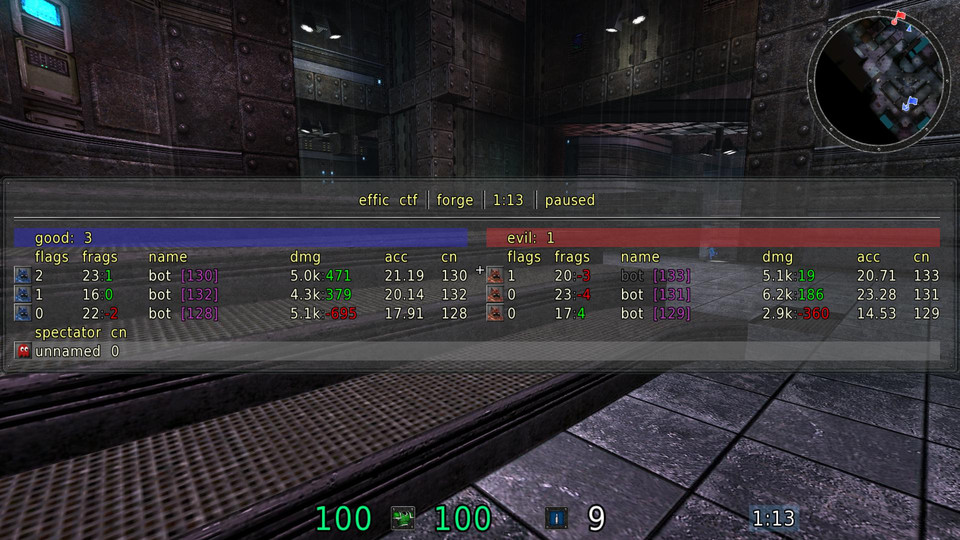 effic ctf forge 1:13 paused
good: 3 evil: 1
flags frags name dmg acc cn flags frags name dmg acc cn
2 23:1 bot [130] 5.0k:471 21.19 130 1 20:-3 bot [133] 5.1k:19 20.71 133
1 16:0 bot [132] 4.3k:379 20.14 132 0 23:-4 bot [131] 6.2k:186 23.28 131
0 22:-2 bot [128] 5.1k:-695 17.91 128 0 17:4 bot [129] 2.9k:-360 14.53 129
spectator cn
unnamed 0
100 100 9 1:13